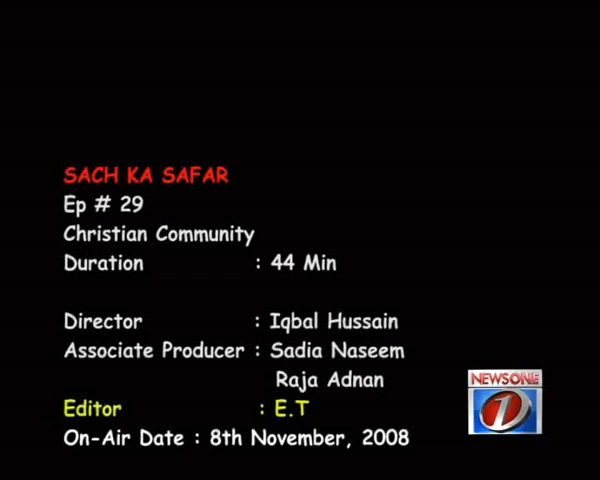 SACH KA SAFAR
Ep # 29
Christian Community
Duration : 44 Min
Director : Iqbal Hussain
Associate Producer : Sadia Naseem
Raja Adnan
Editor : E.T
On-Air Date : 8th November, 2008
NEWSONE
1